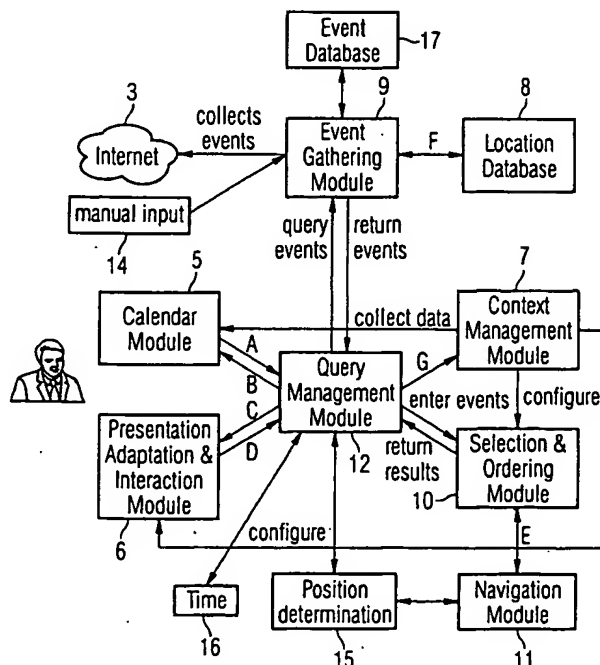 Event
Database
17
3
collects
events
9
8
Internet
Event
Gathering
Module
F
Location
Database
manual input
14
query
events
return
events
5
7
Calendar
Module
collect data
Context
Management
Module
A
B
C
D
Query
Management
Module
12
G
enter events
configure
return
results
Presentation
Adaptation &
Interaction
Module
6
Selection &
Ordering
Module
10
configure
E
Time
16
Position
determination
15
Navigation
Module
11